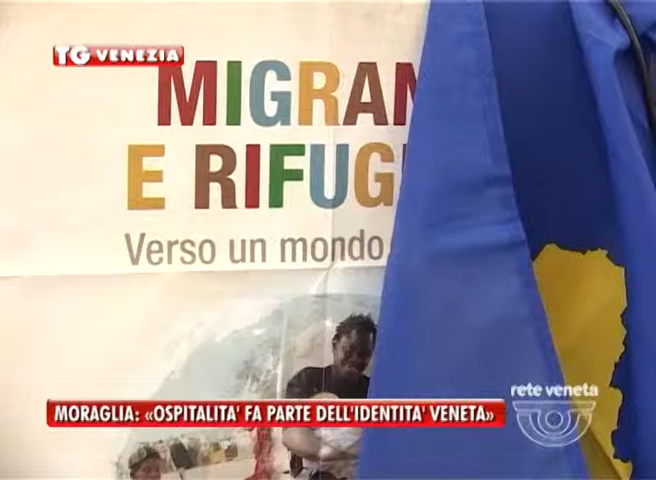 TG VENEZIA
MIGRAN
E RIFUG
Verso un mondo
rete veneta
MORAGLIA: «OSPITALITA' FA PARTE DELL'IDENTITA' VENETA»